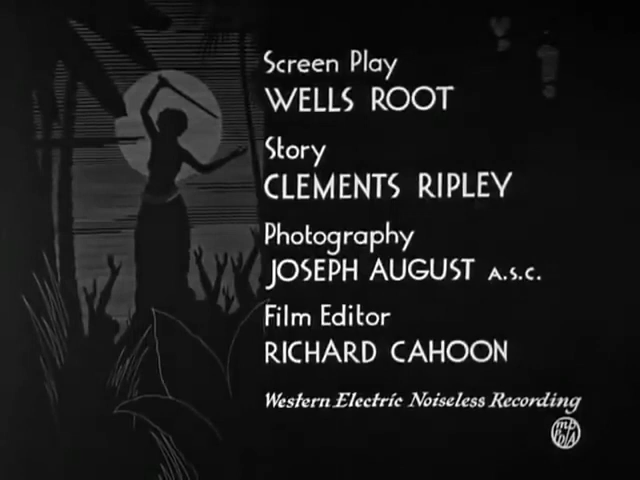 Screen Play
WELLS ROOT
Story
CLEMENTS RIPLEY
Photography
JOSEPH AUGUST A.S.C.
Film Editor
RICHARD CAHOON
Western Electric Noiseless Recording